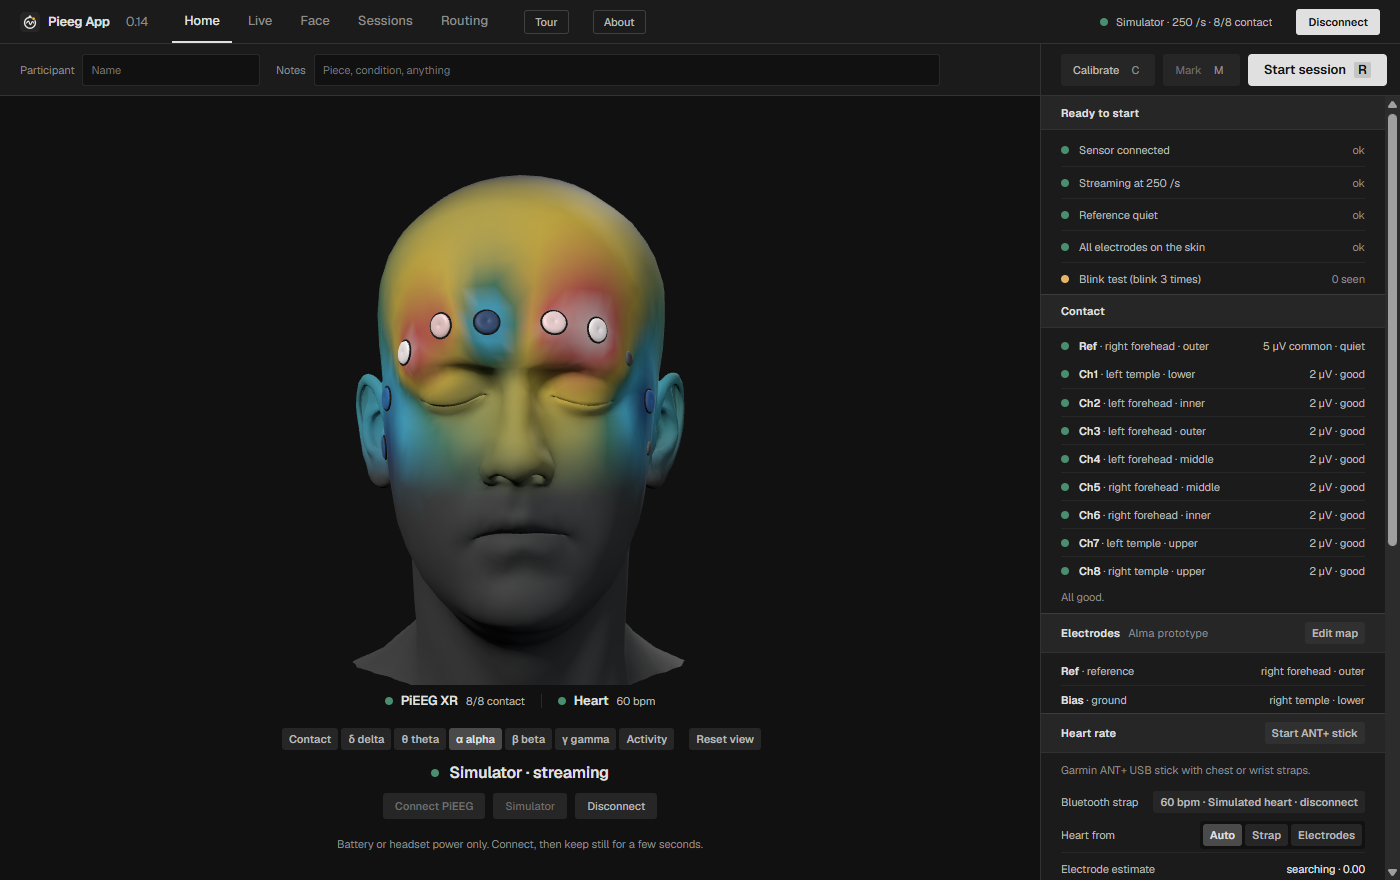 Pieeg App 0.14 Home Live Face Sessions Routing Tour About Simulator · 250 /s · 8/8 contact Disconnect
Participant Name Notes Piece, condition, anything Calibrate C Mark M Start session R
Ready to start
Sensor connected ok
Streaming at 250 /s ok
Reference quiet ok
All electrodes on the skin ok
Blink test (blink 3 times) 0 seen
Contact
Ref · right forehead · outer 5 µV common · quiet
Ch1 · left temple · lower 2 µV · good
Ch2 · left forehead · inner 2 µV · good
Ch3 · left forehead · outer 2 µV · good
Ch4 · left forehead · middle 2 µV · good
Ch5 · right forehead · middle 2 µV · good
Ch6 · right forehead · inner 2 µV · good
Ch7 · left temple · upper 2 µV · good
Ch8 · right temple · upper 2 µV · good
All good.
Electrodes Alma prototype Edit map
Ref · reference right forehead · outer
Bias · ground right temple · lower
Heart rate Start ANT+ stick
Garmin ANT+ USB stick with chest or wrist straps.
Bluetooth strap 60 bpm · Simulated heart · disconnect
Heart from Auto Strap Electrodes
Electrode estimate searching · 0.00
PiEEG XR 8/8 contact Heart 60 bpm
Contact δ delta θ theta α alpha β beta γ gamma Activity Reset view
Simulator · streaming
Connect PiEEG Simulator Disconnect
Battery or headset power only. Connect, then keep still for a few seconds.